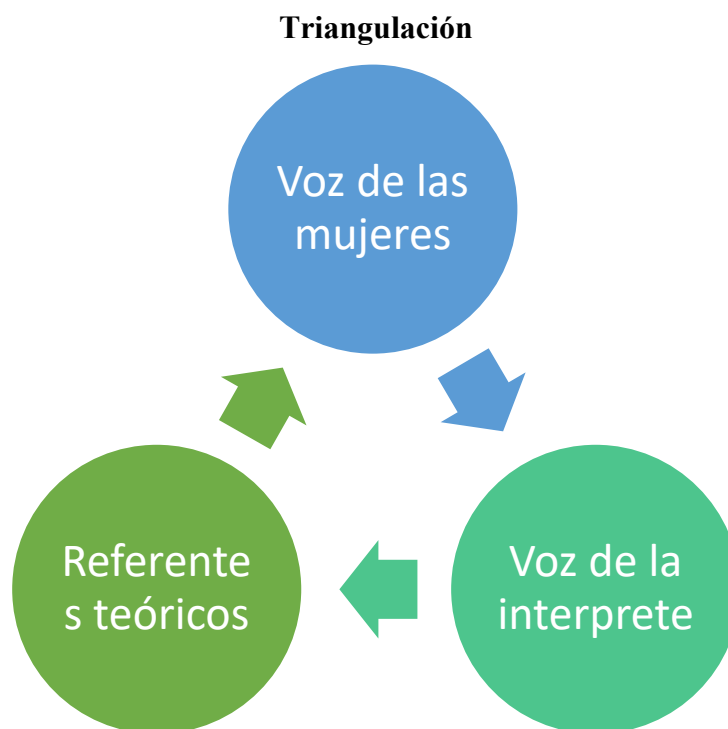 Triangulación
Voz de las
mujeres
Referente
s teóricos
Voz de la
interprete